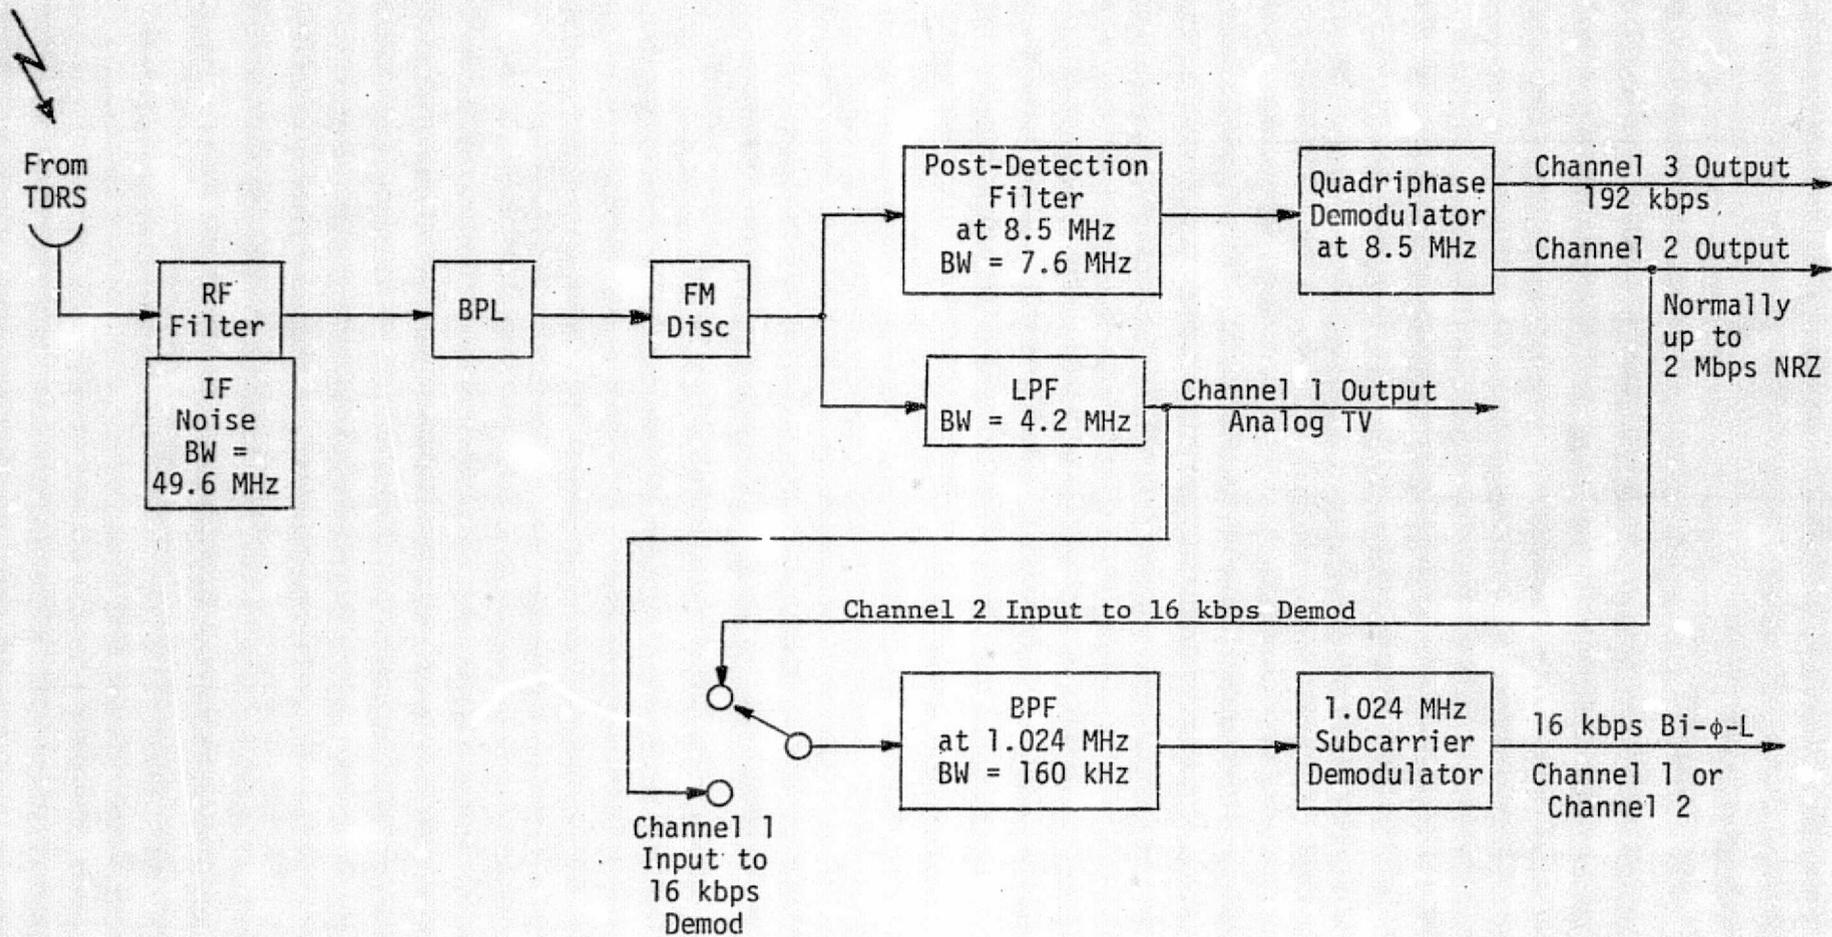 From
TDRS
RF
Filter
IF
Noise
BW =
49.6 MHz
BPL
FM
Disc
Post-Detection
Filter
at 8.5 MHz
BW = 7.6 MHz
Quadriphase
Demodulator
at 8.5 MHz
Channel 3 Output
192 kbps
Channel 2 Output
Normally
up to
2 Mbps NRZ
LPF
BW = 4.2 MHz
Channel 1 Output
Analog TV
Channel 2 Input to 16 kbps Demod
Channel 1
Input to
16 kbps
Demod
BPF
at 1.024 MHz
BW = 160 kHz
1.024 MHz
Subcarrier
Demodulator
16 kbps Bi-ϕ-L
Channel 1 or
Channel 2